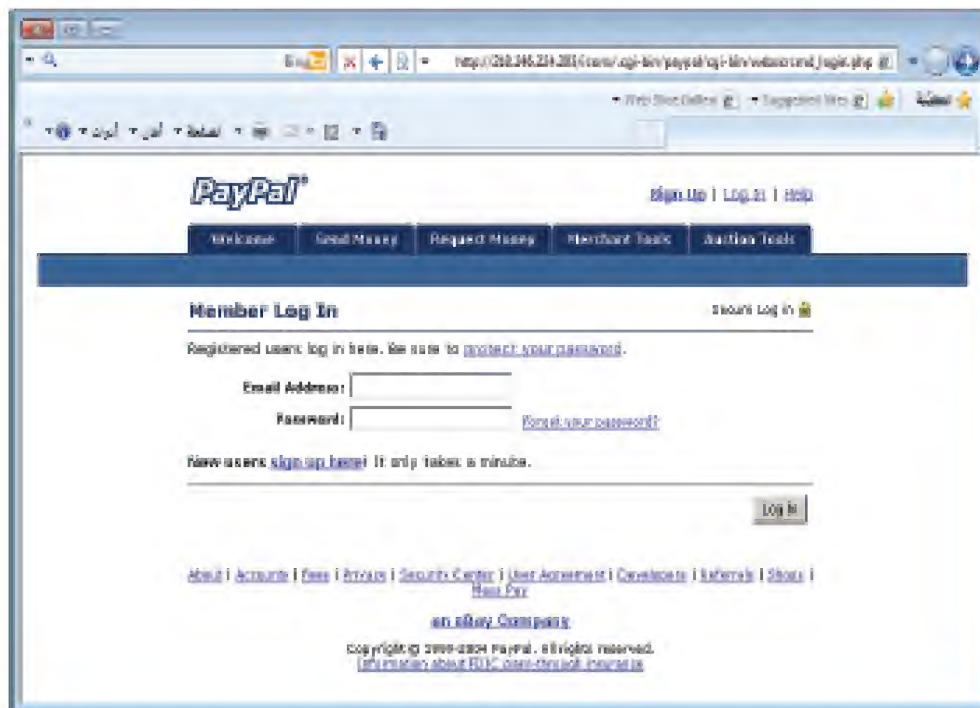 PayPal
Sign Up | Log In | Help
Welcome Send Money Request Money Merchant Tools Auction Tools
Member Log In
Secure Log In
Registered users log in here. Be sure to protect your password.
Email Address:
Password:
Forget your password?
New users sign up here! It only takes a minute.
Log In
About | Accounts | Fees | Privacy | Security Center | User Agreement | Developers | Referrals | Shops |
Mass Pay
an eBay Company
Copyright © 1999-2004 PayPal. All rights reserved.
Information about FDIC pass-through insurance